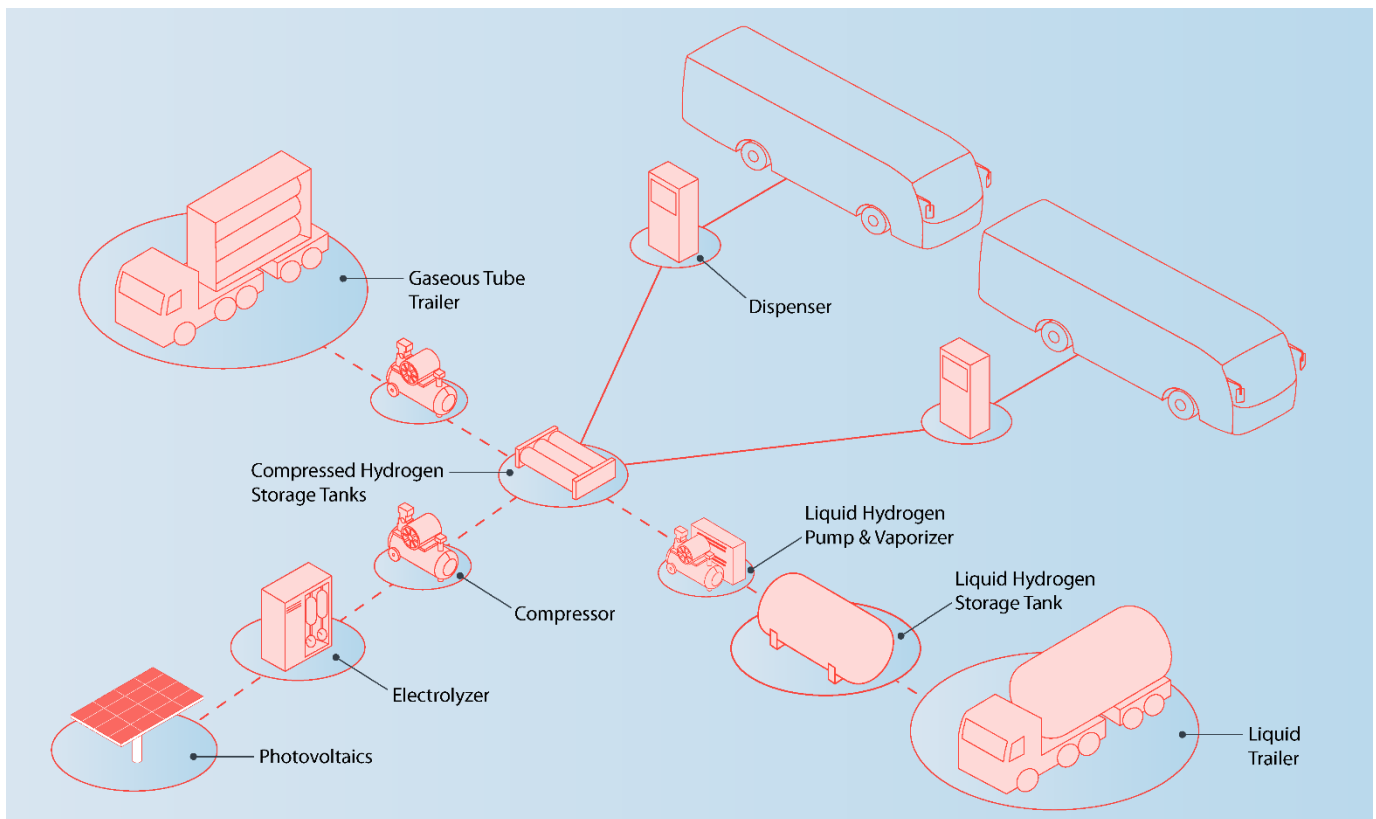 Gaseous Tube
Trailer
Dispenser
Compressed Hydrogen
Storage Tanks
Liquid Hydrogen
Pump & Vaporizer
Liquid Hydrogen
Storage Tank
Compressor
Electrolyzer
Photovoltaics
Liquid
Trailer